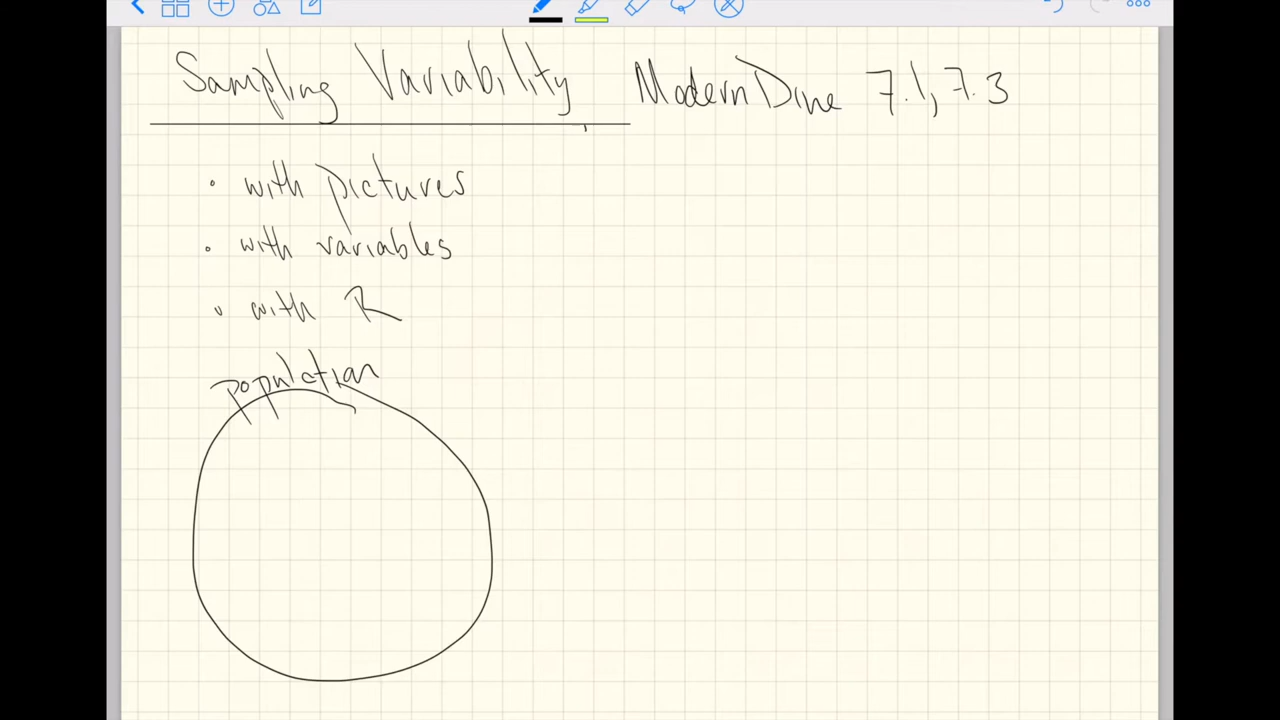 Sampling Variability ModernDive 7.1, 7.3
• with pictures
• with variables
• with R
population